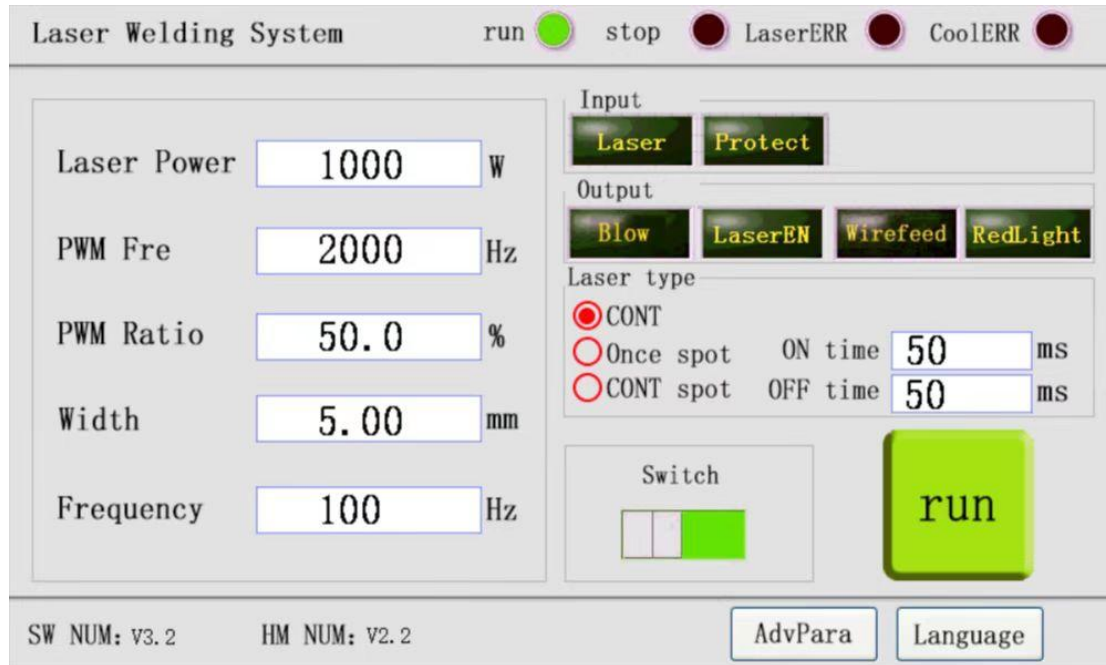 Laser Welding System run stop LaserERR CoolERR
Laser Power 1000 W
PWM Fre 2000 Hz
PWM Ratio 50.0 %
Width 5.00 mm
Frequency 100 Hz
Input
Laser Protect
Output
Blow LaserEN Wirefeed RedLight
Laser type
CONT
Once spot ON time 50 ms
CONT spot OFF time 50 ms
Switch
run
SW NUM: V3.2 HM NUM: V2.2 AdvPara Language